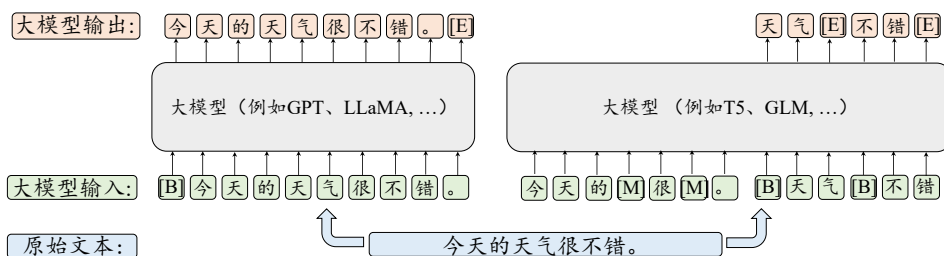 大模型输出: 今 天 的 天 气 很 不 错 。 [E] 天 气 [E] 不 错 [E]
大模型（例如GPT、LLaMA, …） 大模型 （例如T5、GLM, …）
大模型输入: [B] 今 天 的 天 气 很 不 错 。 今 天 的 [M] 很 [M] 。 [B] 天 气 [B] 不 错
原始文本: 今天的天气很不错。